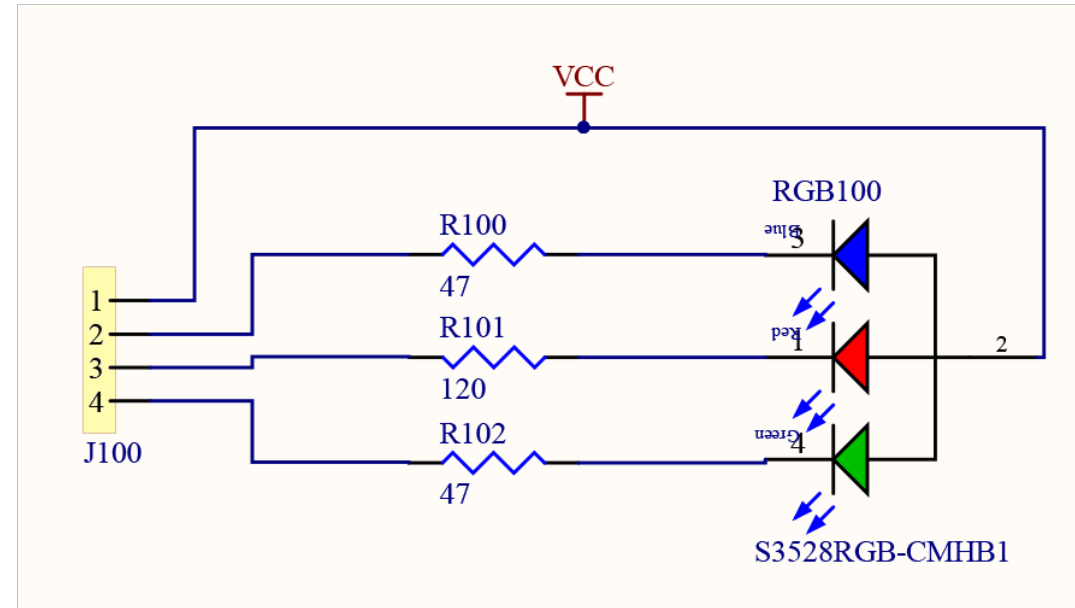 VCC
RGB100
R100
Blue
3
47
1
R101
2
Red
1
2
3
120
4
R102
Green
4
J100
47
S3528RGB-CMHB1